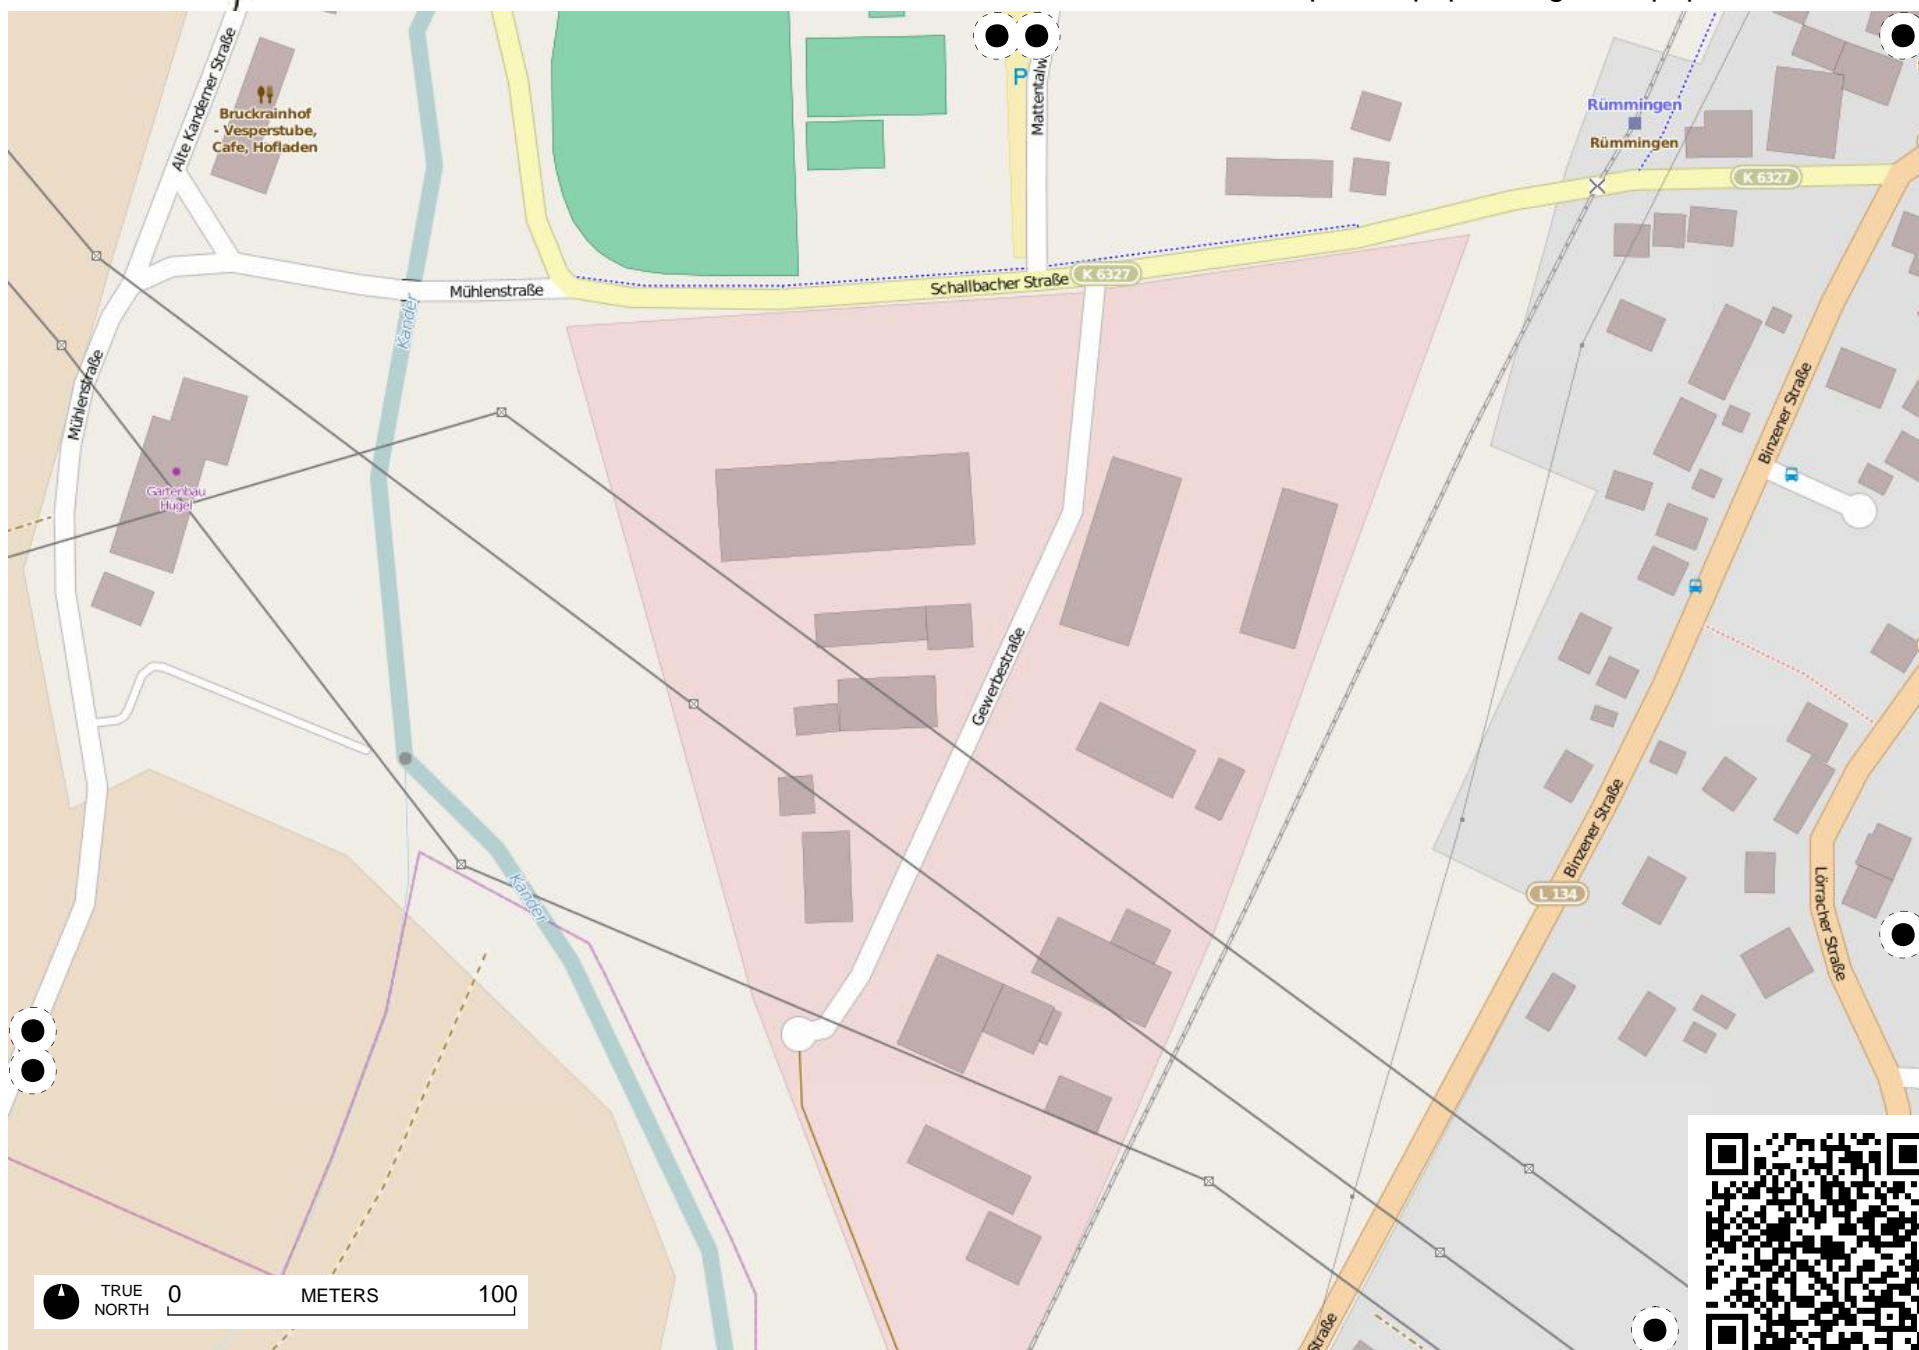 Alte Kanderner Straße
Bruckrainhof
- Vesperstube,
Cafe, Hofladen
P
Mattentalw
Rümmingen
Rümmingen
K 6327
Mühlenstraße
Schallbacher Straße
K 6327
Kander
Mühlenstraße
Binzener Straße
Gartenbau
Hügel
Gewerbestraße
Binzener Straße
Kander
L 134
Lörracher Straße
TRUE
NORTH
0
METERS
100
Straße